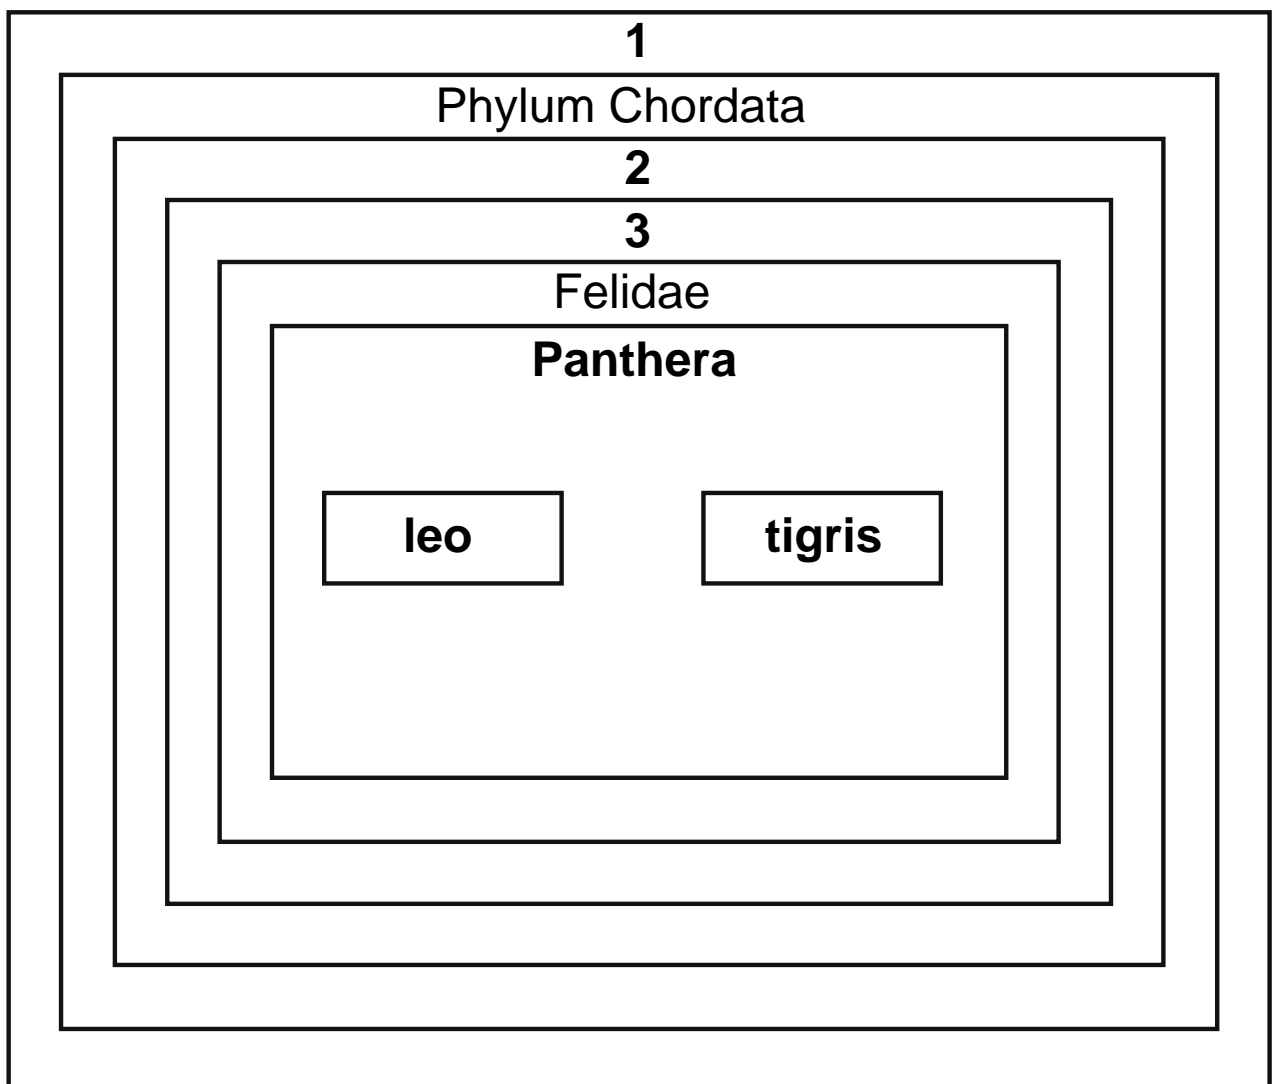 1
Phylum Chordata
2
3
Felidae
Panthera
leo tigris